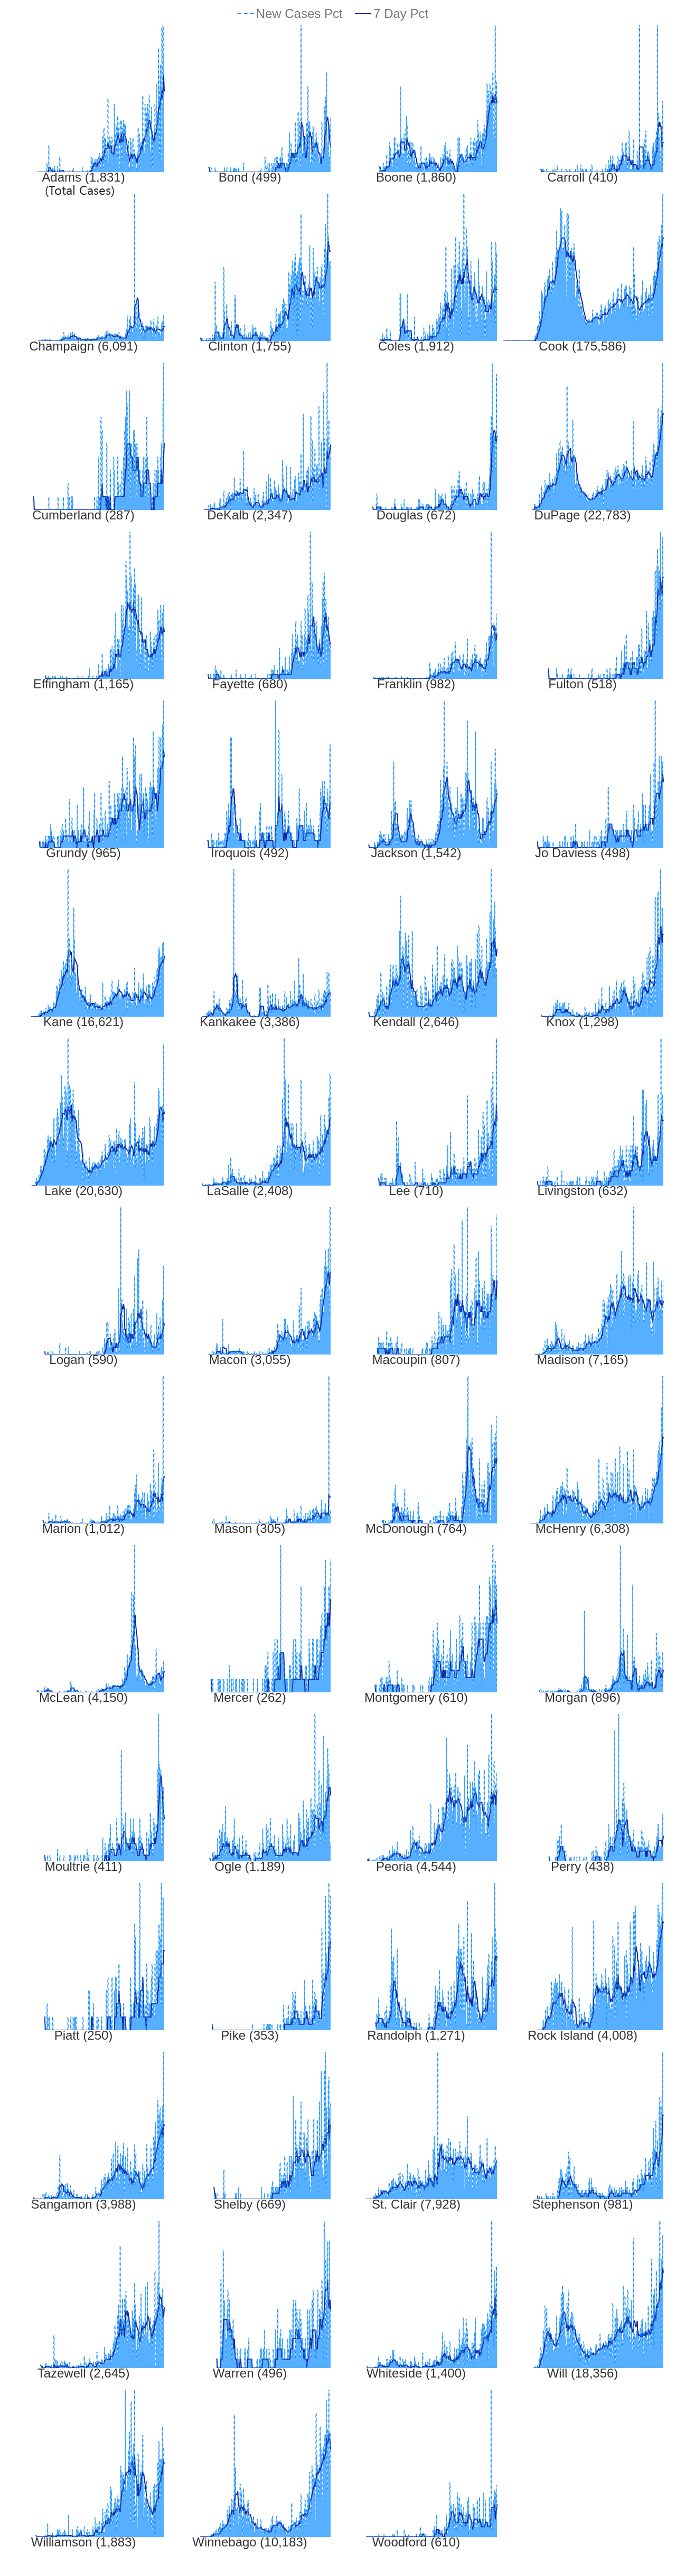 New Cases Pct 7 Day Pct
Adams (1,831) Bond (499) Boone (1,860) Carroll (410)
(Total Cases)
Champaign (6,091) Clinton (1,755) Coles (1,912) Cook (175,586)
Cumberland (287) DeKalb (2,347) Douglas (672) DuPage (22,783)
Effingham (1,165) Fayette (680) Franklin (982) Fulton (518)
Grundy (965) Iroquois (492) Jackson (1,542) Jo Daviess (498)
Kane (16,621) Kankakee (3,386) Kendall (2,646) Knox (1,298)
Lake (20,630) LaSalle (2,408) Lee (710) Livingston (632)
Logan (590) Macon (3,055) Macoupin (807) Madison (7,165)
Marion (1,012) Mason (305) McDonough (764) McHenry (6,308)
McLean (4,150) Mercer (262) Montgomery (610) Morgan (896)
Moultrie (411) Ogle (1,189) Peoria (4,544) Perry (438)
Piatt (250) Pike (353) Randolph (1,271) Rock Island (4,008)
Sangamon (3,988) Shelby (669) St. Clair (7,928) Stephenson (981)
Tazewell (2,645) Warren (496) Whiteside (1,400) Will (18,356)
Williamson (1,883) Winnebago (10,183) Woodford (610)